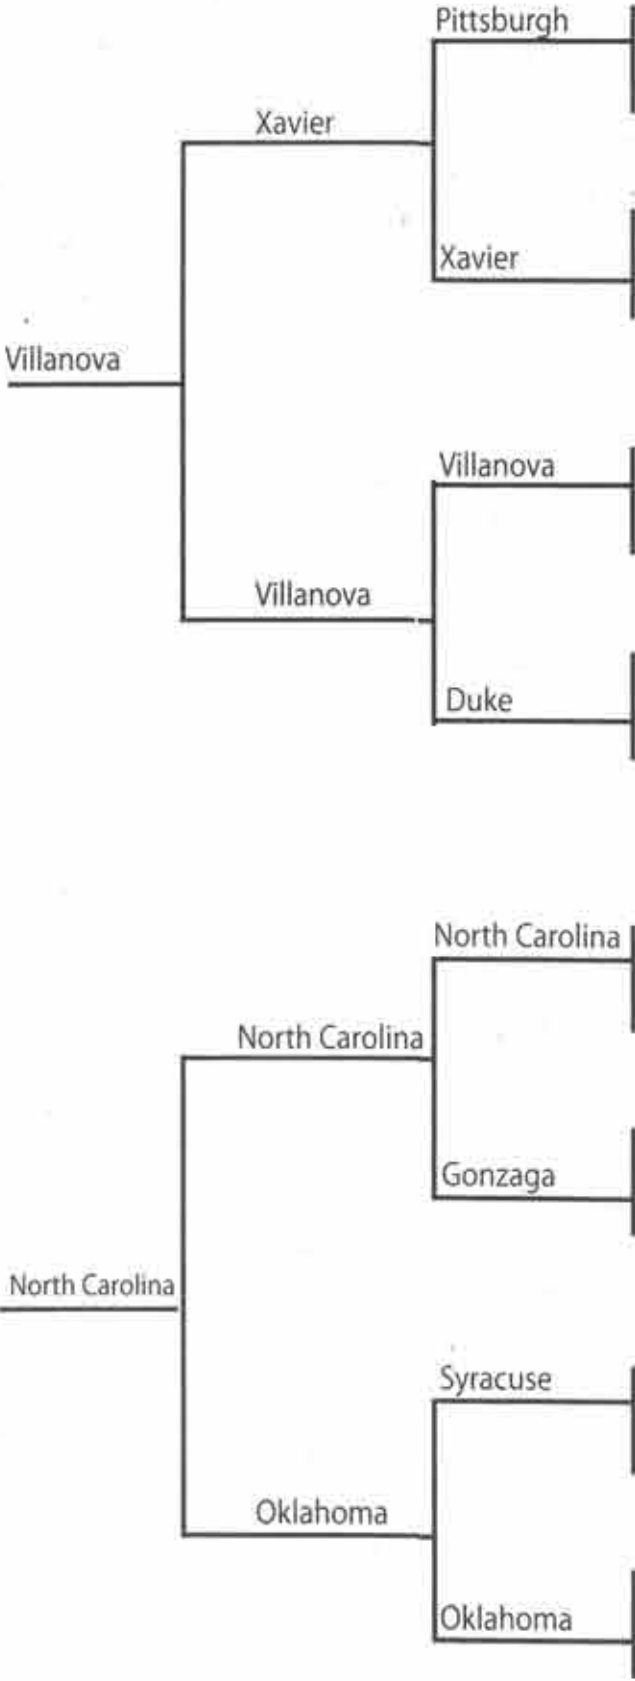 Pittsburgh
Xavier
Xavier
Villanova
Villanova
Villanova
Duke
North Carolina
North Carolina
Gonzaga
North Carolina
Syracuse
Oklahoma
Oklahoma